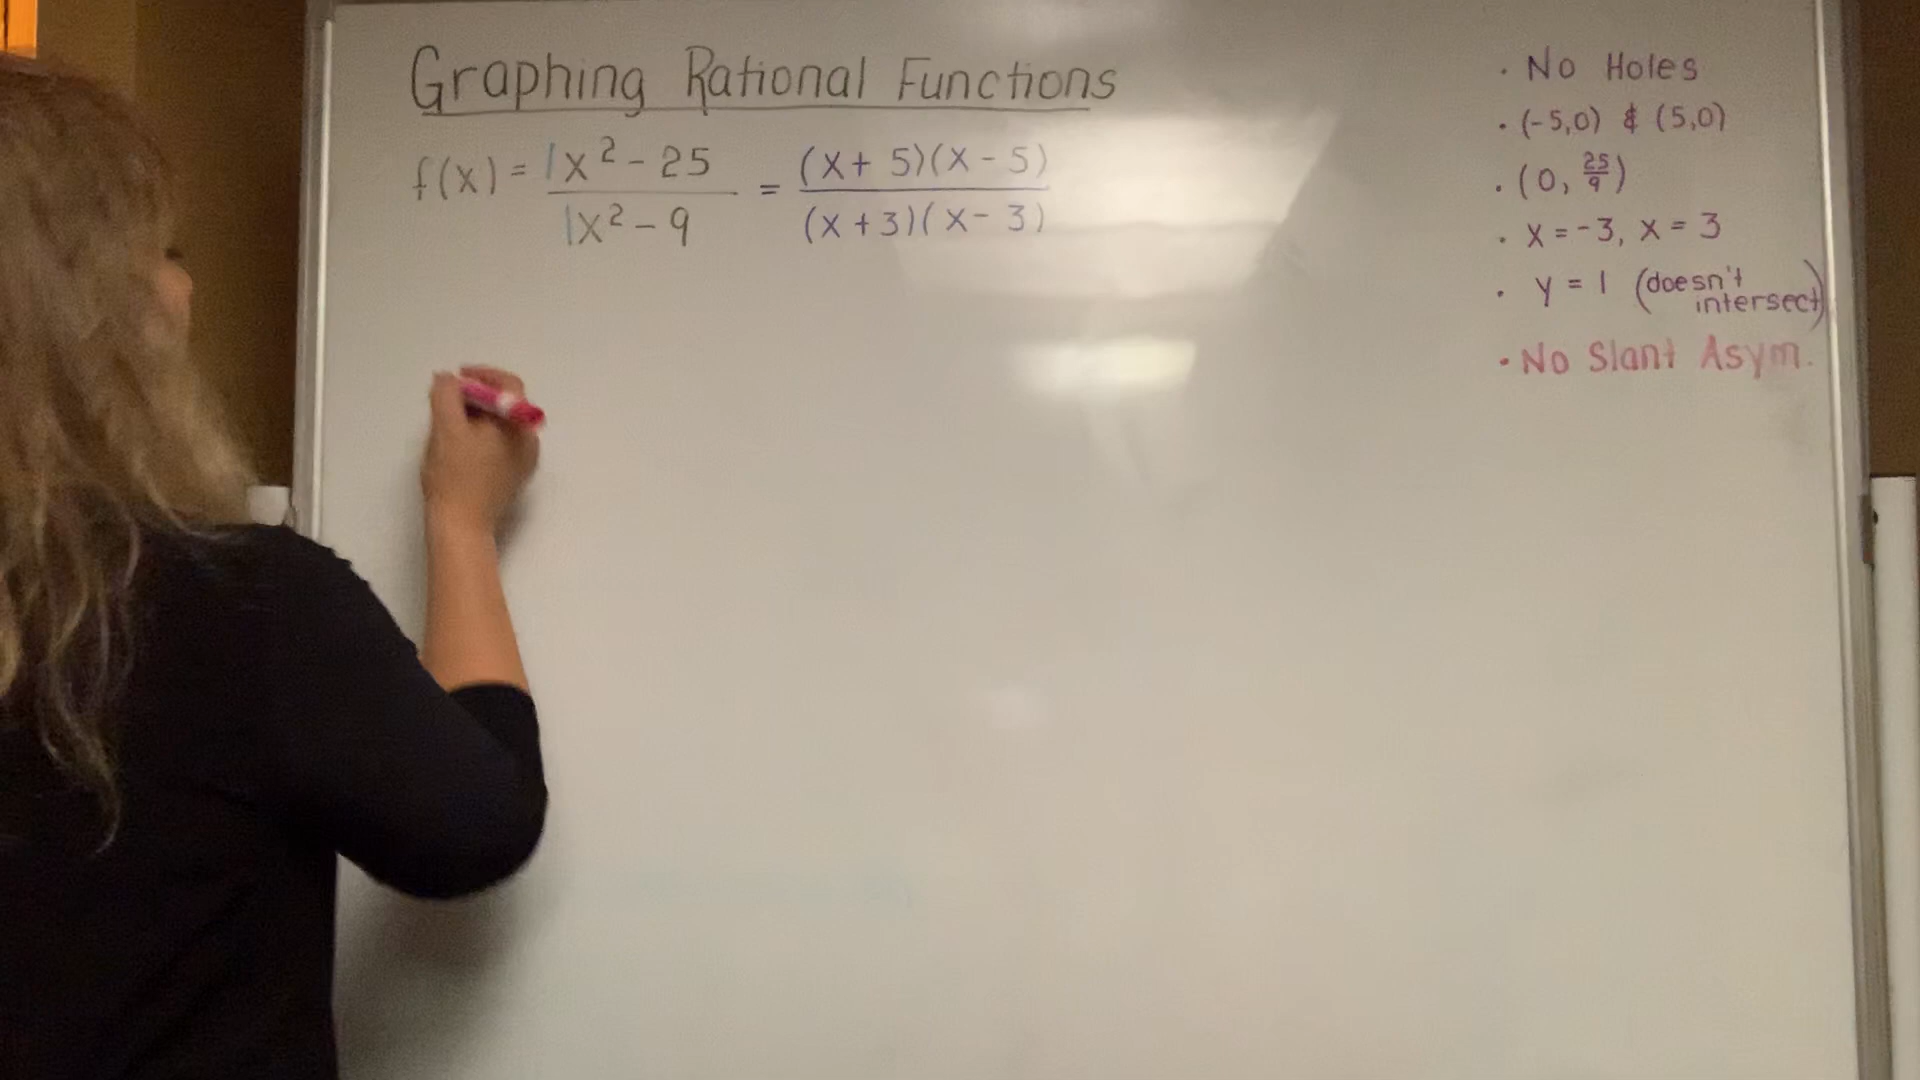 Graphing Rational Functions
f(x) = 1x² - 25 / 1x² - 9 = (x + 5)(x - 5) / (x + 3)(x - 3)
· No Holes
· (-5,0) & (5,0)
· (0, 25/9)
· x = -3, x = 3
· y = 1 (doesn't
intersect)
· No Slant Asym.